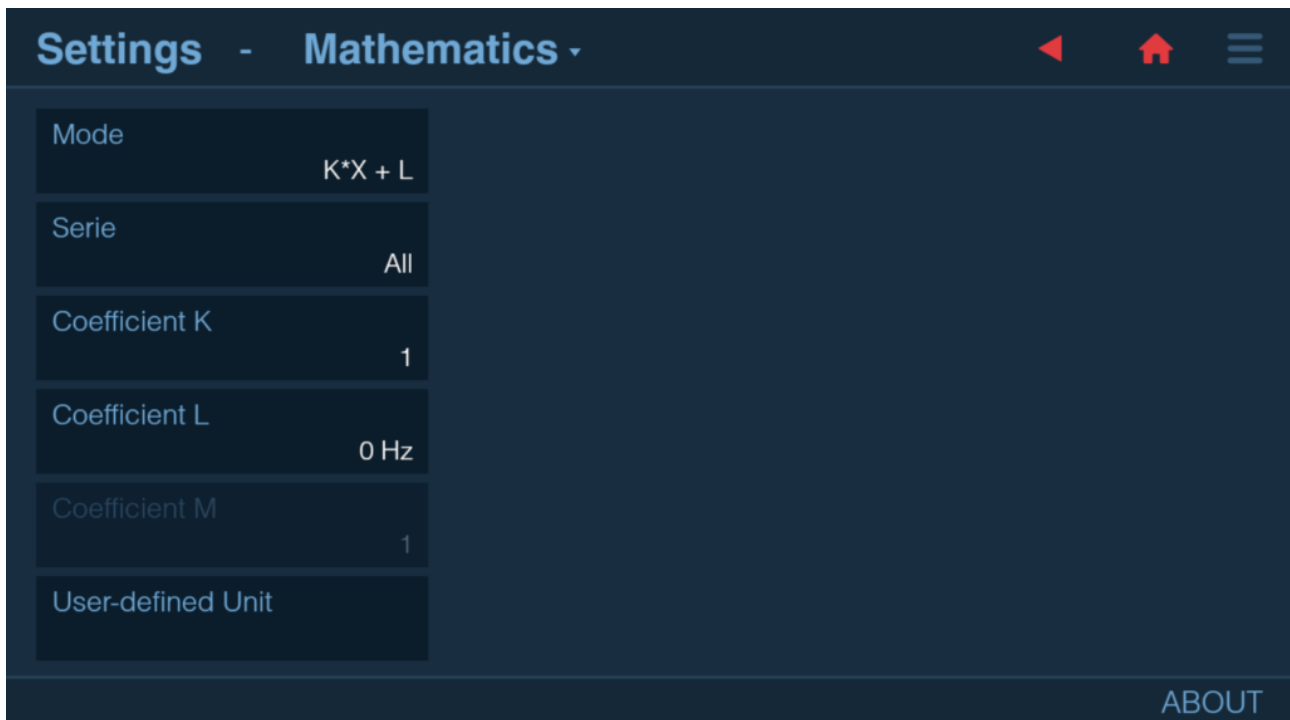 Settings - Mathematics
Mode
K*X + L
Serie
All
Coefficient K
1
Coefficient L
0 Hz
Coefficient M
1
User-defined Unit
ABOUT